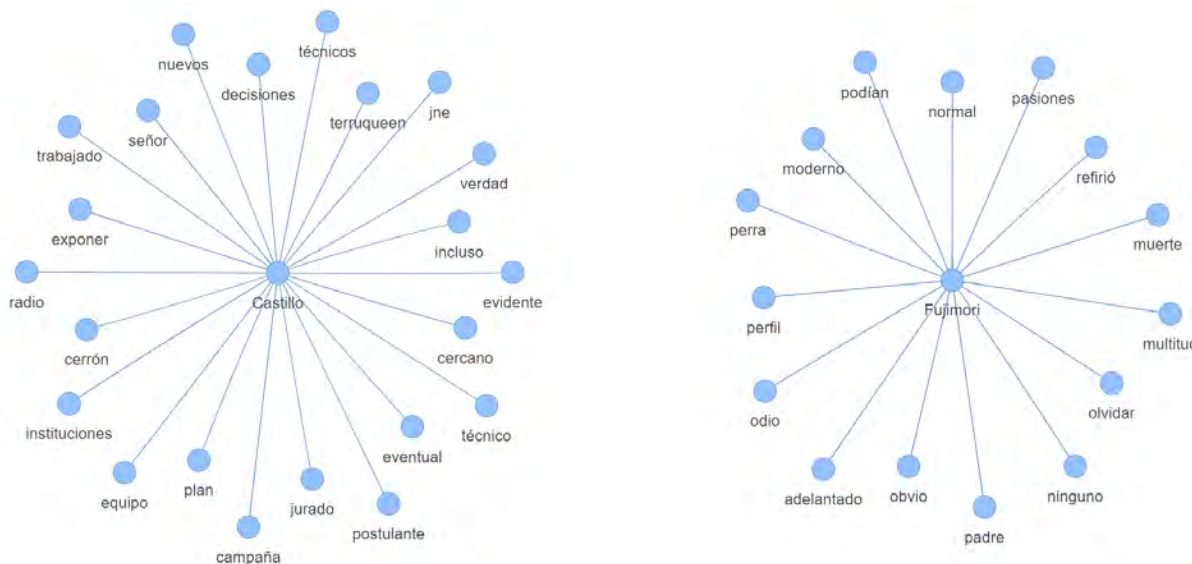 técnicos
nuevos
decisiones
terruqueen
jne
señor
trabajado
verdad
exponer
incluso
radio
Castillo
evidente
cerrón
cercano
instituciones
técnico
eventual
equipo
plan
jurado
postulante
campaña
podían
normal
pasiones
moderno
refirió
perra
muerte
perfil
Fujimori
multitud
odio
olvidar
adelantado
obvio
ninguno
padre